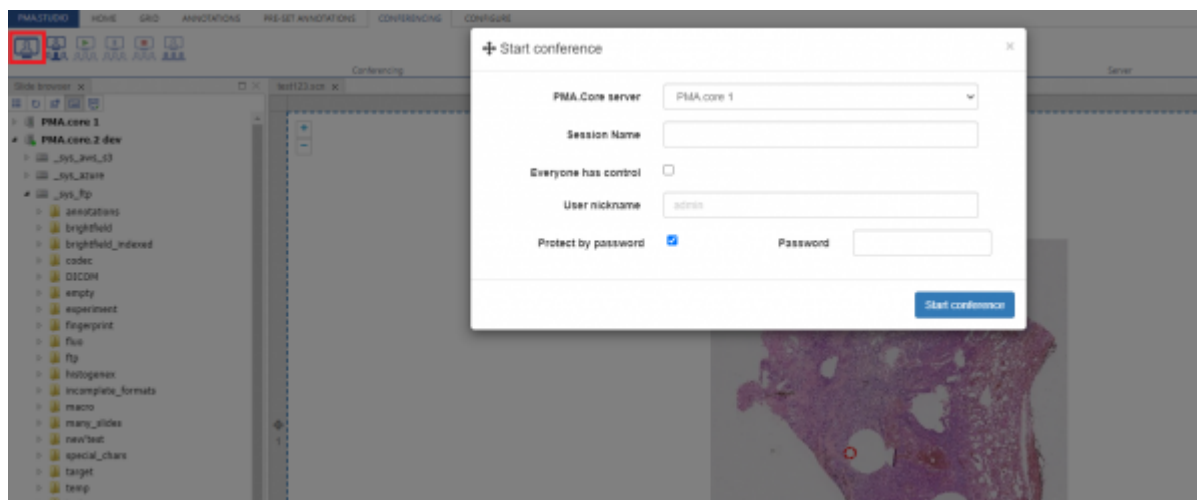 PMA.STUDIO HOME GRID ANNOTATIONS PRE-SET ANNOTATIONS CONFERENCING CONFIGURE
Conferencing
Server
Slide browser
test123.scn
PMA.core 1
PMA.core.2 dev
_sys_aws_s3
_sys_azure
_sys_ftp
annotations
brightfield
brightfield_indexed
codec
DICOM
empty
experiment
fingerprint
fluo
ftp
histogenex
incomplete_formats
macro
many_slides
new'test
special_chars
target
temp
Start conference
PMA.Core server PMA.core 1
Session Name
Everyone has control
User nickname admin
Protect by password Password
Start conference
1